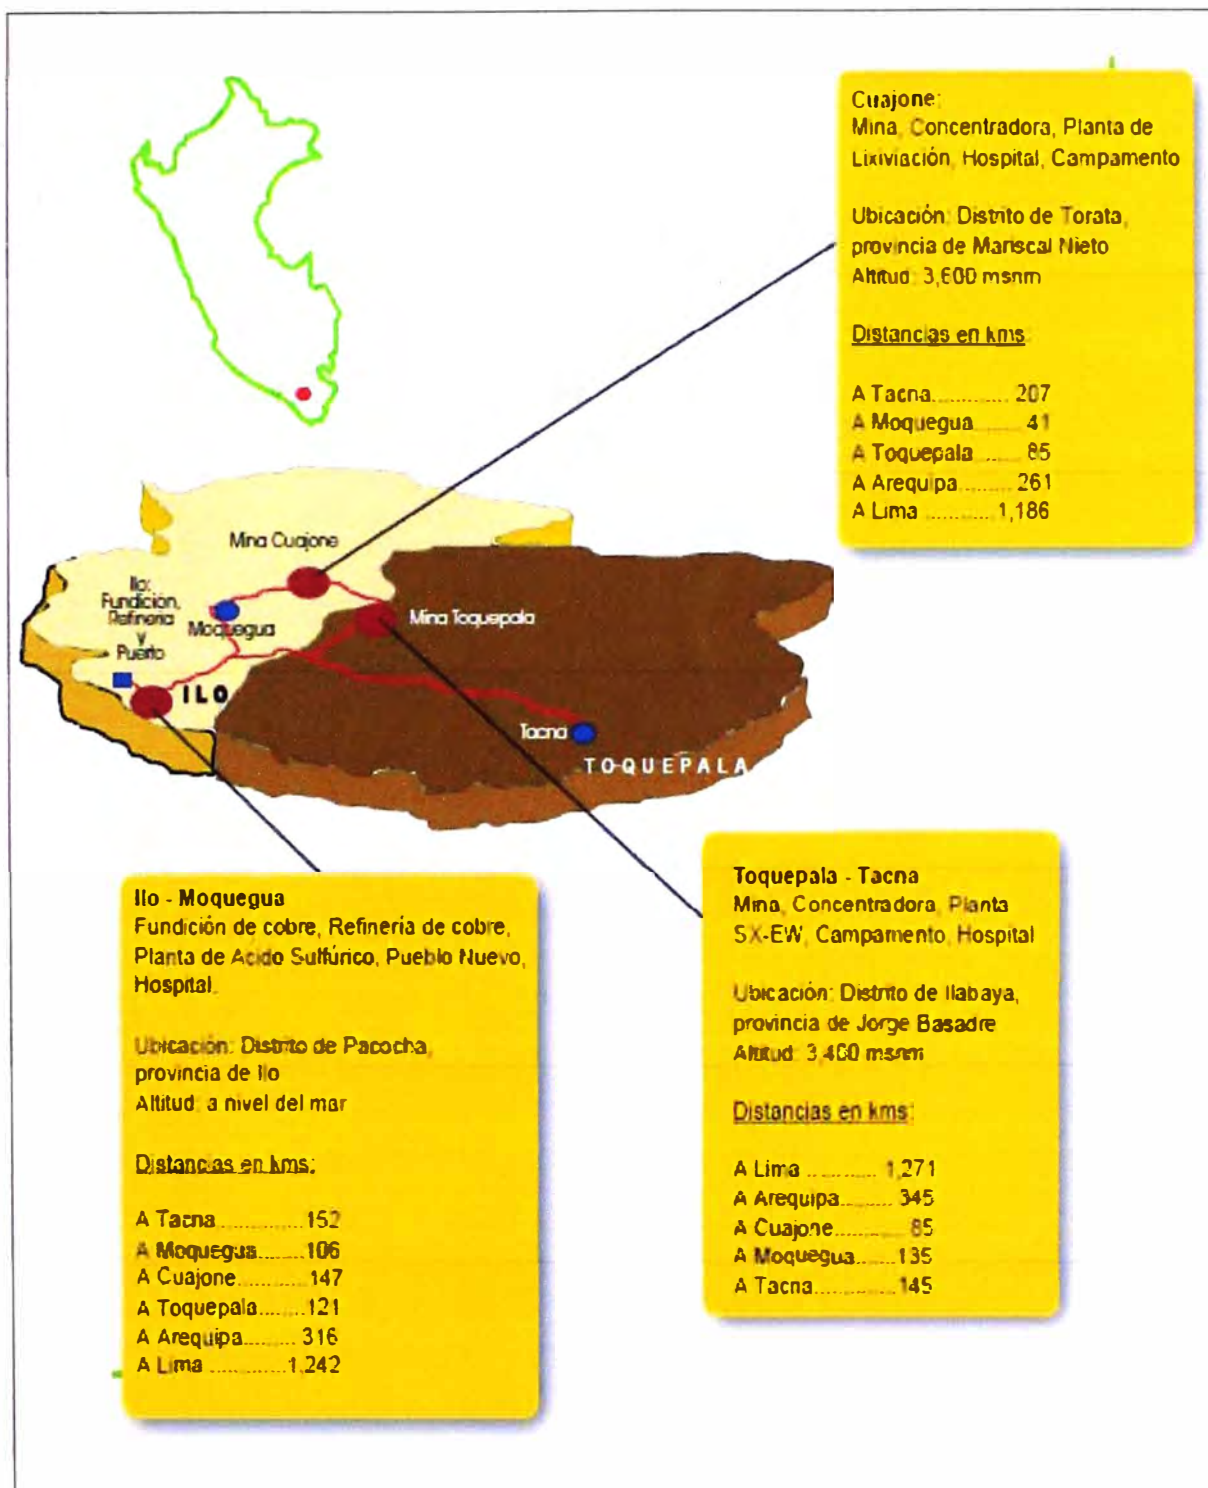 Cuajone:
Mina, Concentradora, Planta de
Lixiviación, Hospital, Campamento
Ubicación: Distrito de Torata,
provincia de Mariscal Nieto
Altitud: 3,600 msnm
Distancias en kms:
A Tacna............. 207
A Moquegua....... 41
A Toquepala ...... 85
A Arequipa......... 261
A Lima ............1,186
Mina Cuajone
Ilo:
Fundición,
Refinería
y
Puerto
Moquegua
Mina Toquepala
ILO
Tacna
TOQUEPALA
Ilo - Moquegua
Fundición de cobre, Refinería de cobre,
Planta de Acido Sulfúrico, Pueblo Nuevo,
Hospital.
Ubicación: Distrito de Pacocha,
provincia de Ilo
Altitud: a nivel del mar
Distancias en kms:
A Tacna...............152
A Moquegua........106
A Cuajone............147
A Toquepala........121
A Arequipa......... 316
A Lima .............1,242
Toquepala - Tacna
Mina, Concentradora, Planta
SX-EW, Campamento, Hospital
Ubicación: Distrito de Ilabaya,
provincia de Jorge Basadre
Altitud: 3,400 msnm
Distancias en kms:
A Lima ............ 1,271
A Arequipa......... 345
A Cuajone........... 85
A Moquegua.......135
A Tacna..............145